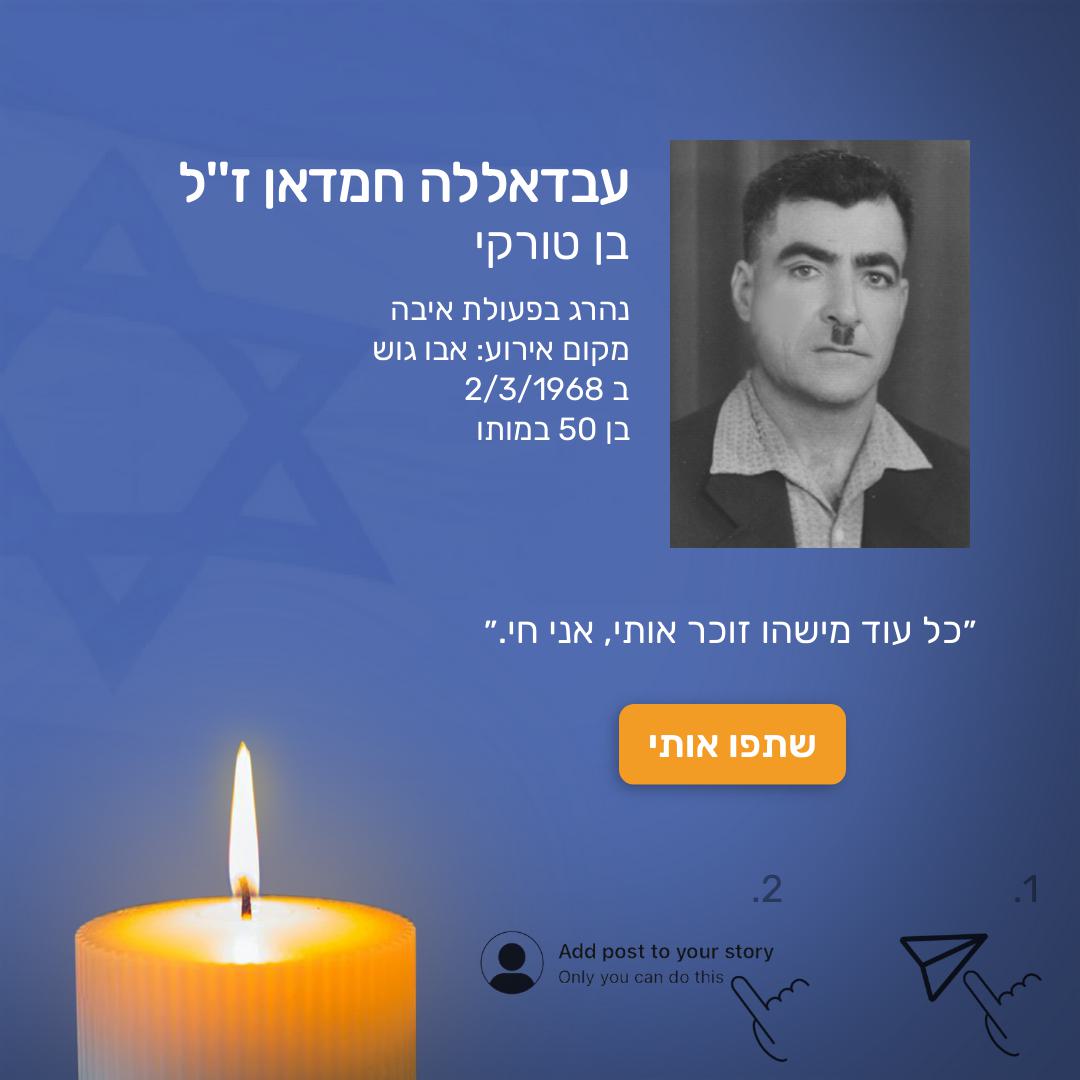 עבדאללה חמדאן ז"ל
בן טורקי
נהרג בפעולת איבה
מקום אירוע: אבו גוש
ב 2/3/1968
בן 50 במותו
״כל עוד מישהו זוכר אותי, אני חי.״
שתפו אותי
.1
.2
Add post to your story
Only you can do this